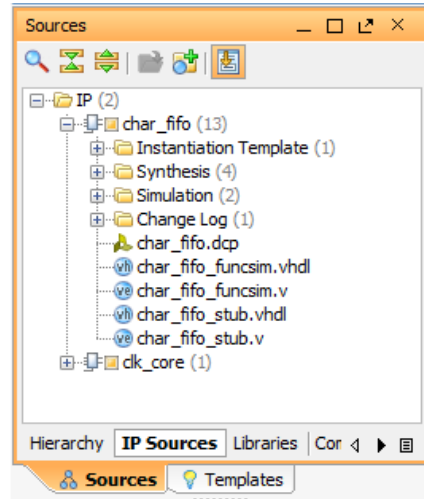 Sources
IP (2)
char_fifo (13)
Instantiation Template (1)
Synthesis (4)
Simulation (2)
Change Log (1)
char_fifo.dcp
vh char_fifo_funcsim.vhdl
ve char_fifo_funcsim.v
vh char_fifo_stub.vhdl
ve char_fifo_stub.v
clk_core (1)
Hierarchy IP Sources Libraries Cor
Sources Templates